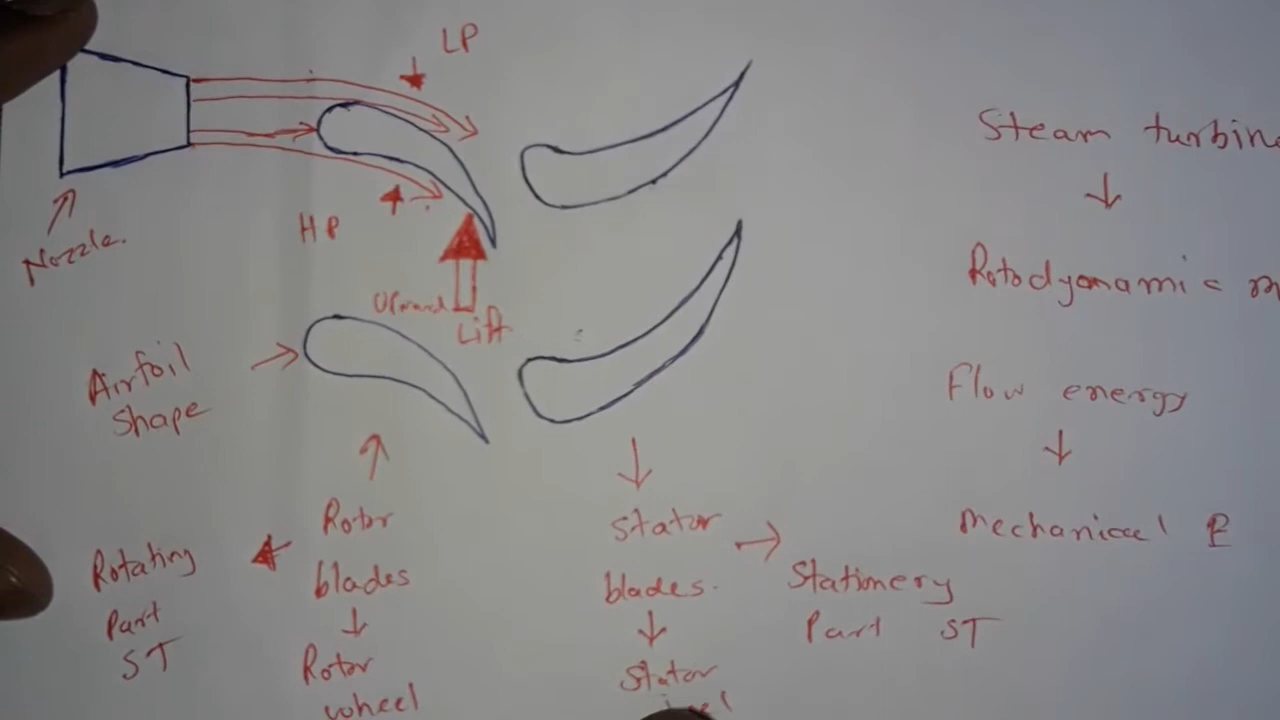 LP
Steam turbine
Rotodynamic m
Nozzle.
HP
Upward
Lift
Airfoil
Shape
Flow energy
Mechanical E
Rotor
blades
Rotor
wheel
Rotating
Part
ST
Stator
blades.
Stator
Stationery
Part ST